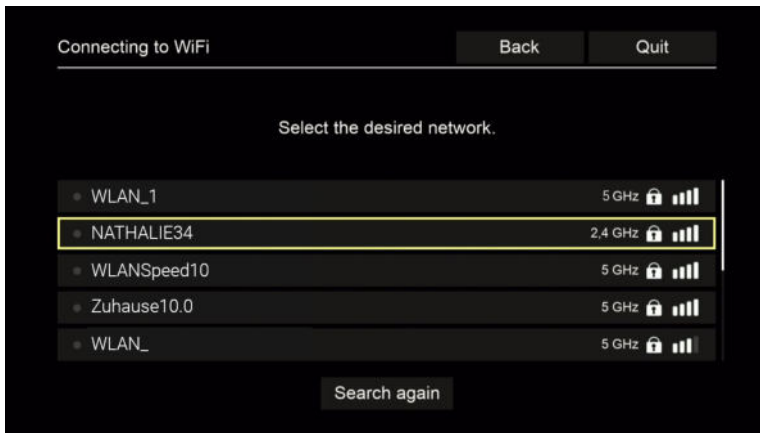 Connecting to WiFi Back Quit
Select the desired network.
WLAN_1 5 GHz
NATHALIE34 2,4 GHz
WLANSpeed10 5 GHz
Zuhause10.0 5 GHz
WLAN_ 5 GHz
Search again